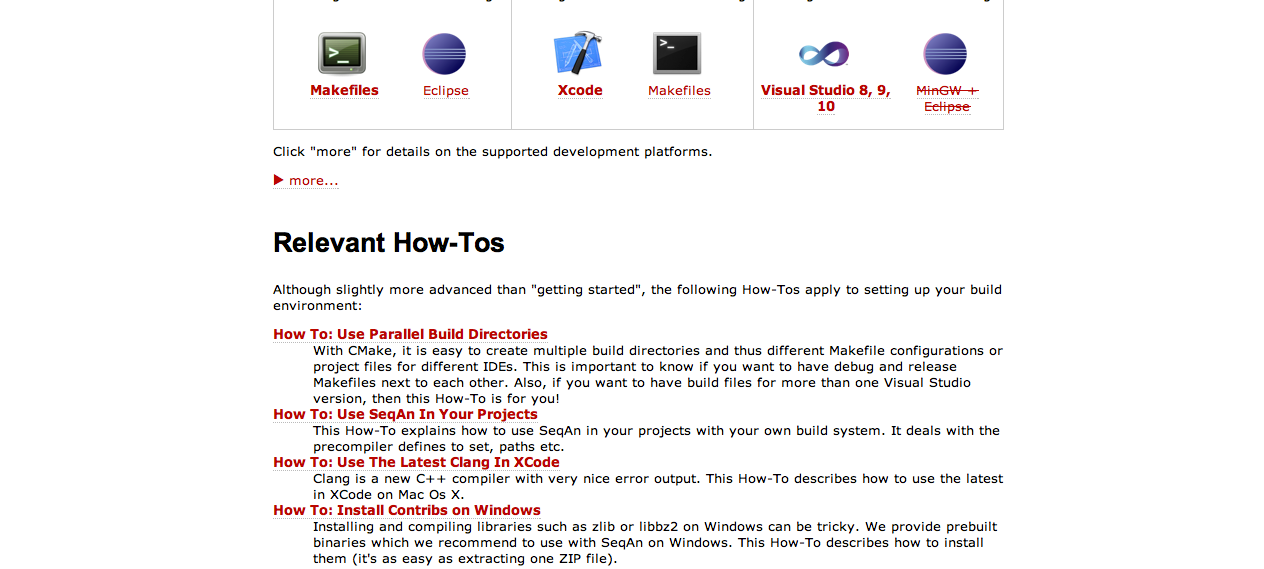 Makefiles
Eclipse
Xcode
Makefiles
Visual Studio 8, 9,
10
MinGW +
Eclipse
Click "more" for details on the supported development platforms.
more...
Relevant How-Tos
Although slightly more advanced than "getting started", the following How-Tos apply to setting up your build
environment:
How To: Use Parallel Build Directories
With CMake, it is easy to create multiple build directories and thus different Makefile configurations or
project files for different IDEs. This is important to know if you want to have debug and release
Makefiles next to each other. Also, if you want to have build files for more than one Visual Studio
version, then this How-To is for you!
How To: Use SeqAn In Your Projects
This How-To explains how to use SeqAn in your projects with your own build system. It deals with the
precompiler defines to set, paths etc.
How To: Use The Latest Clang In XCode
Clang is a new C++ compiler with very nice error output. This How-To describes how to use the latest
in XCode on Mac Os X.
How To: Install Contribs on Windows
Installing and compiling libraries such as zlib or libbz2 on Windows can be tricky. We provide prebuilt
binaries which we recommend to use with SeqAn on Windows. This How-To describes how to install
them (it's as easy as extracting one ZIP file).